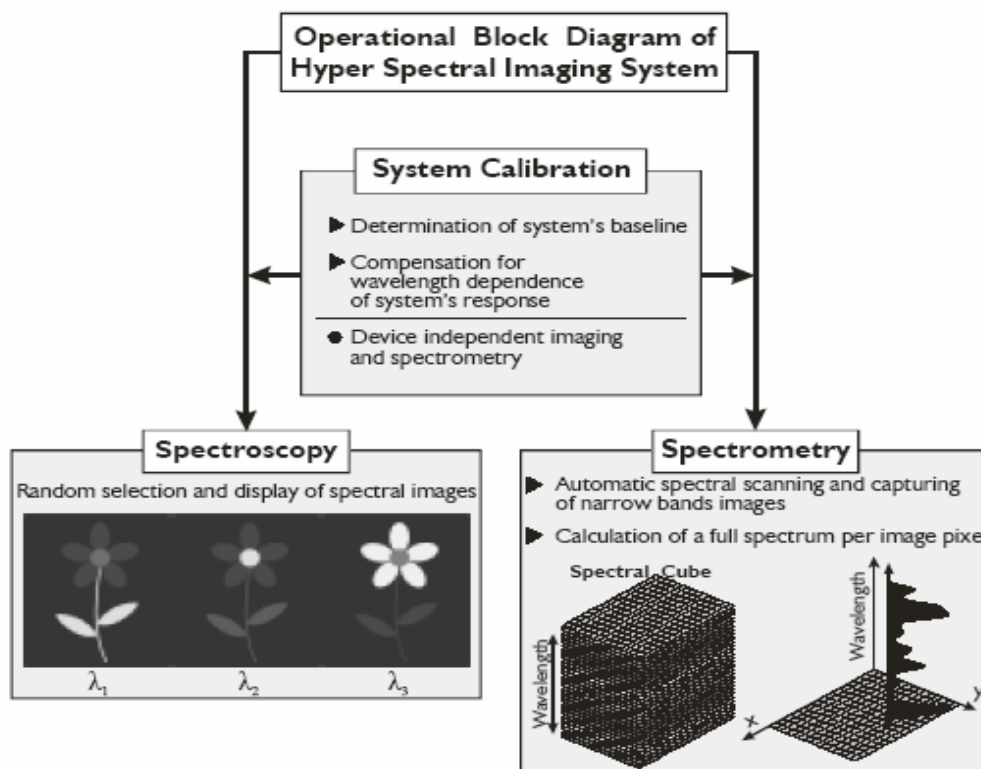 Operational Block Diagram of
Hyper Spectral Imaging System
System Calibration
Determination of system's baseline
Compensation for
wavelength dependence
of system's response
Device independent imaging
and spectrometry
Spectroscopy
Random selection and display of spectral images
λ1
λ2
λ3
Spectrometry
Automatic spectral scanning and capturing
of narrow bands images
Calculation of a full spectrum per image pixe
Spectral Cube
Wavelength
Wavelength
x
y